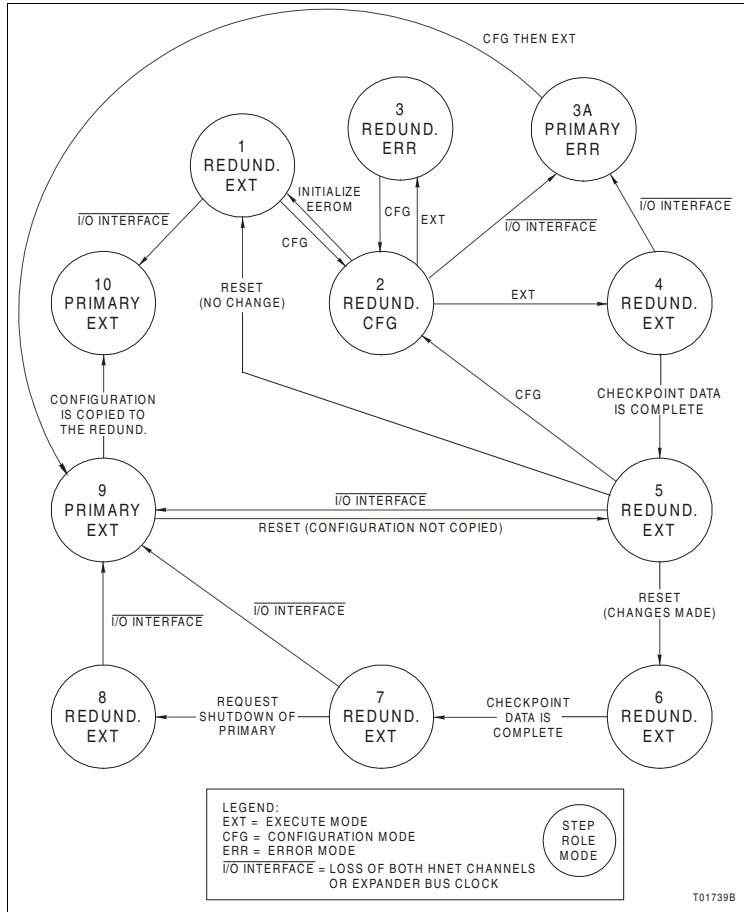 CFG THEN EXT
3
REDUND.
ERR
3A
PRIMARY
ERR
1
REDUND.
EXT
INITIALIZE
EEROM
CFG
EXT
I/O INTERFACE
I/O INTERFACE
I/O INTERFACE
CFG
RESET
(NO CHANGE)
10
PRIMARY
EXT
2
REDUND.
CFG
EXT
4
REDUND.
EXT
CONFIGURATION
IS COPIED TO
THE REDUND.
CFG
CHECKPOINT DATA
IS COMPLETE
9
PRIMARY
EXT
I/O INTERFACE
RESET (CONFIGURATION NOT COPIED)
5
REDUND.
EXT
I/O INTERFACE
I/O INTERFACE
RESET
(CHANGES MADE)
8
REDUND.
EXT
REQUEST
SHUTDOWN OF
PRIMARY
7
REDUND.
EXT
CHECKPOINT
DATA IS
COMPLETE
6
REDUND.
EXT
LEGEND:
EXT = EXECUTE MODE
CFG = CONFIGURATION MODE
ERR = ERROR MODE
I/O INTERFACE = LOSS OF BOTH HNET CHANNELS
OR EXPANDER BUS CLOCK
STEP
ROLE
MODE
T01739B